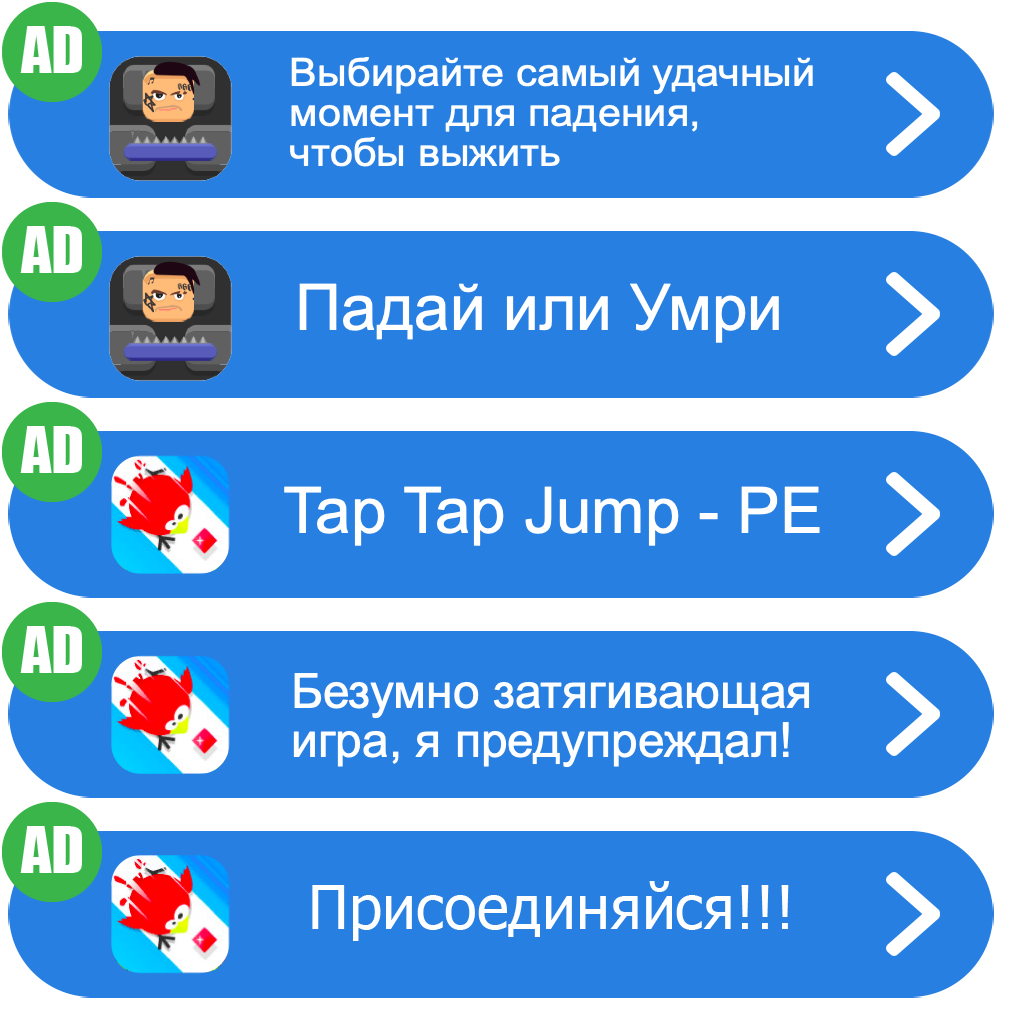 AD
Выбирайте самый удачный
момент для падения,
чтобы выжить
AD
Падай или Умри
AD
Tap Tap Jump - PE
AD
Безумно затягивающая
игра, я предупреждал!
AD
Присоединяйся!!!